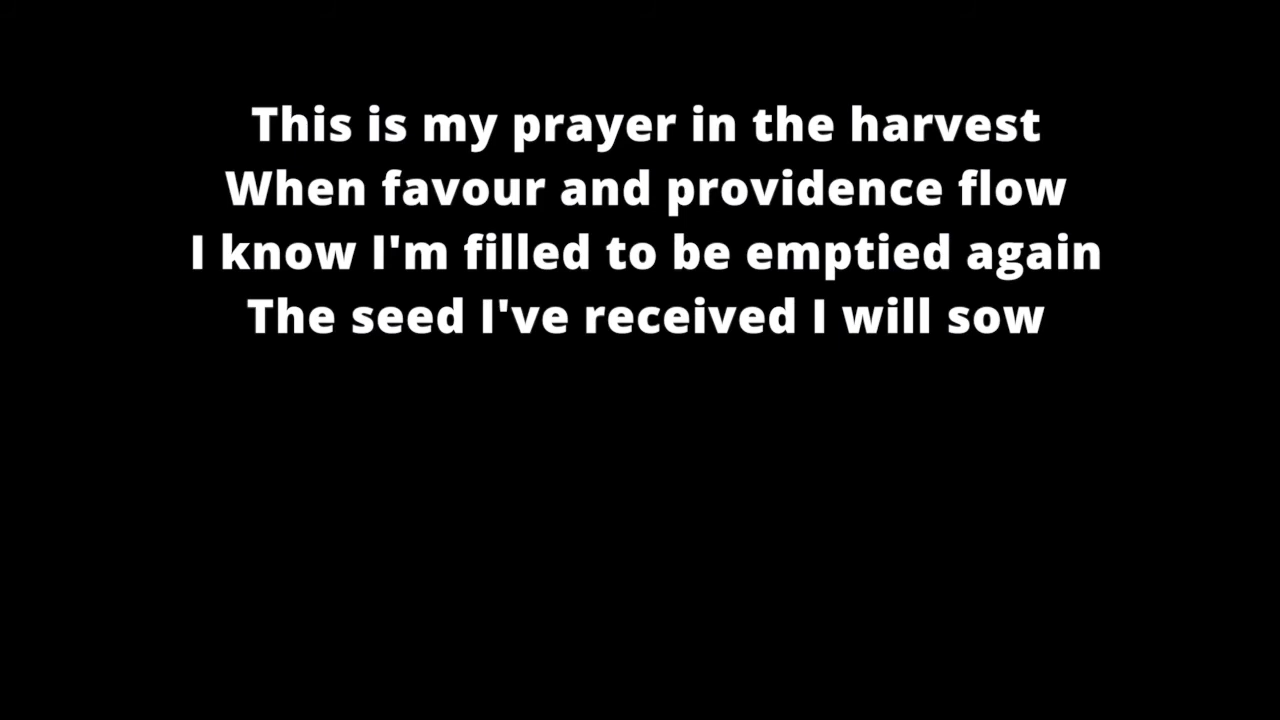 This is my prayer in the harvest
When favour and providence flow
I know I'm filled to be emptied again
The seed I've received I will sow